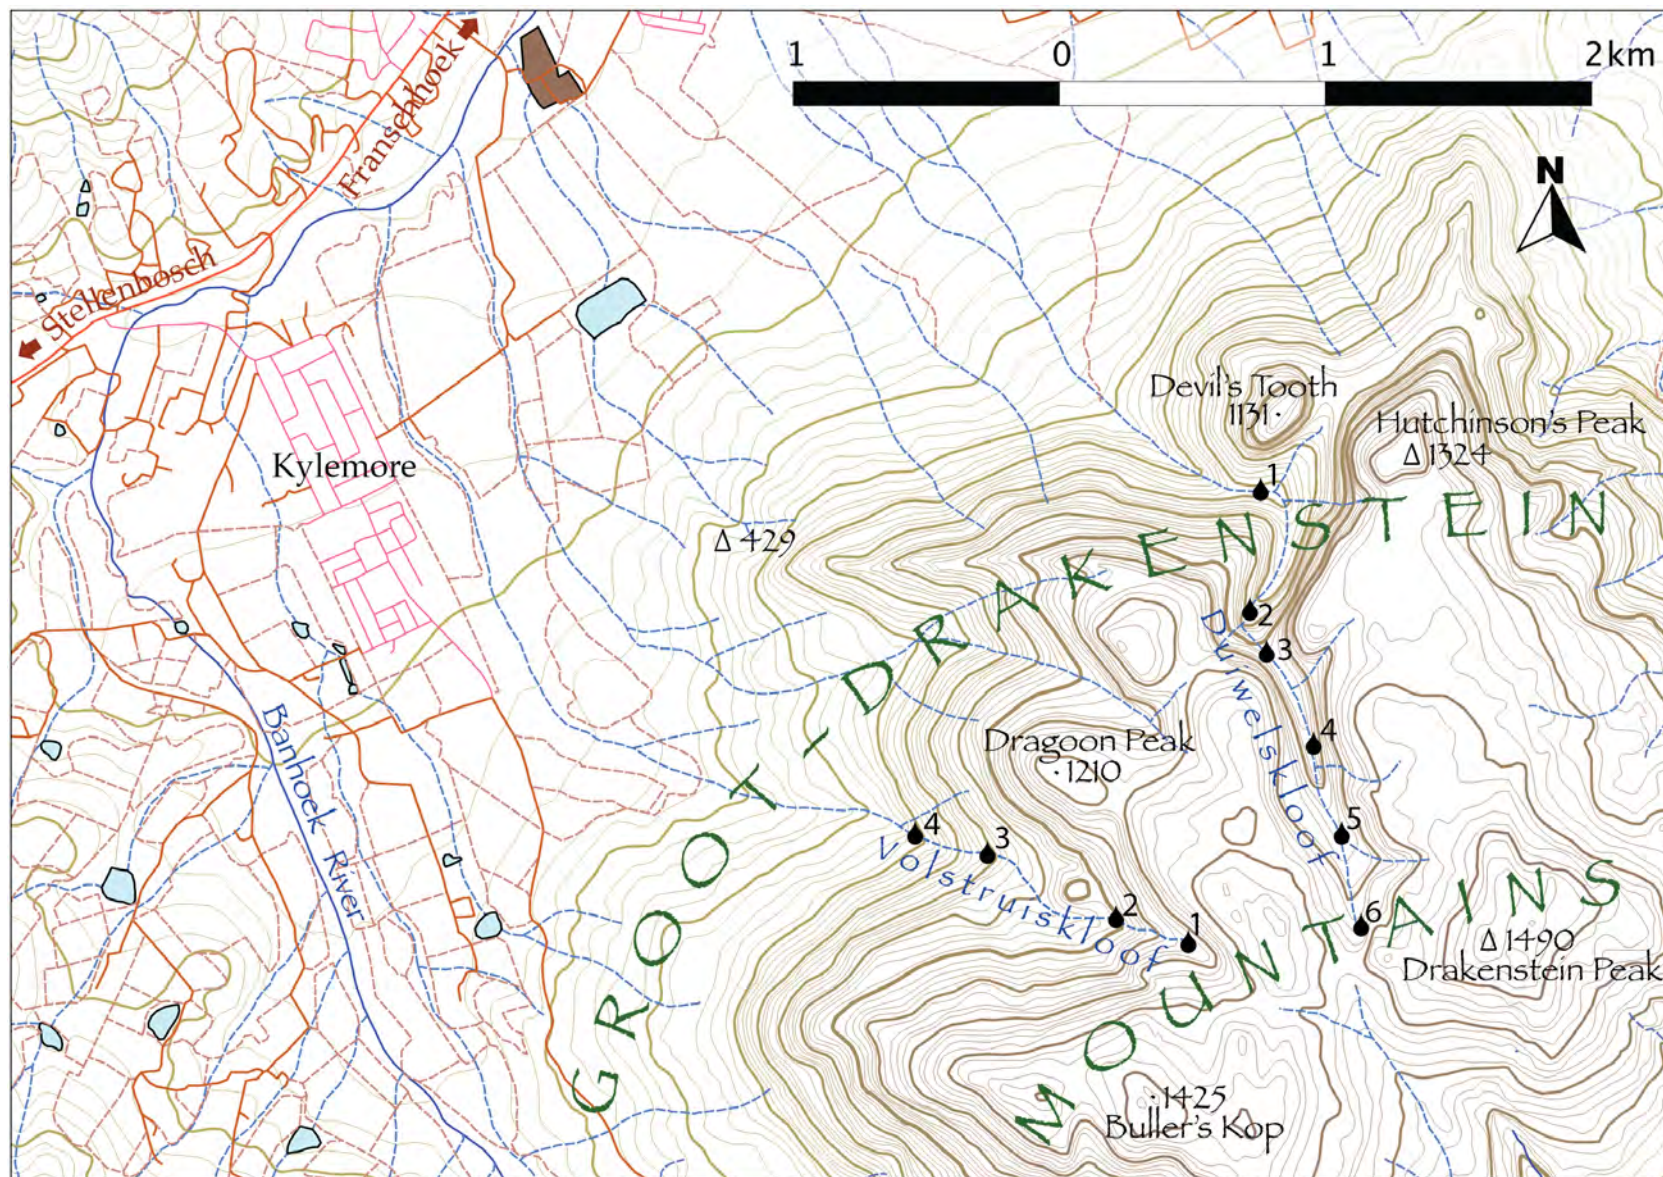 1 0 1 2 km
N
Franschhoek
Stellenbosch
Kylemore
Devil's Tooth
1131
Hutchinson's Peak
Δ 1324
Δ 429
1
2
3
4
5
6
Duiwelskloof
GROOT-DRAKENSTEIN
MOUNTAINS
Dragoon Peak
1210
4
3
2
1
Volstruiskloof
Banhoek River
Δ 1490
Drakenstein Peak
1425
Buller's Kop